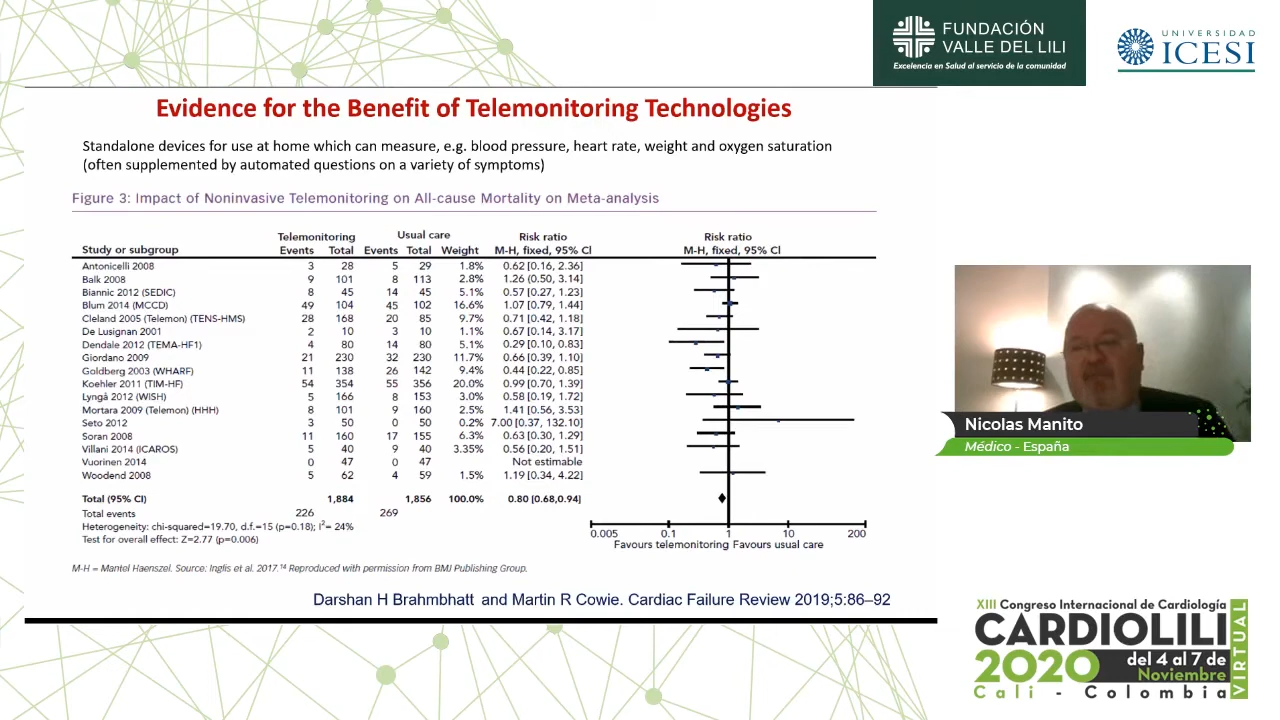 FUNDACIÓN
VALLE DEL LILI
Excelencia en Salud al servicio de la comunidad
UNIVERSIDAD
ICESI
Evidence for the Benefit of Telemonitoring Technologies
Standalone devices for use at home which can measure, e.g. blood pressure, heart rate, weight and oxygen saturation
(often supplemented by automated questions on a variety of symptoms)
Figure 3: Impact of Noninvasive Telemonitoring on All-cause Mortality on Meta-analysis
Telemonitoring Usual care Risk ratio Risk ratio
Study or subgroup Events Total Events Total Weight M-H, fixed, 95% CI M-H, fixed, 95% CI
Antonicelli 2008 3 28 5 29 1.8% 0.62 [0.16, 2.36]
Balk 2008 9 101 8 113 2.8% 1.26 [0.50, 3.14]
Biannic 2012 (SEDIC) 8 45 14 45 5.1% 0.57 [0.27, 1.23]
Blum 2014 (MCCD) 49 104 45 102 16.6% 1.07 [0.79, 1.44]
Cleland 2005 (Telemon) (TENS-HMS) 28 168 20 85 9.7% 0.71 [0.42, 1.18]
De Lusignan 2001 2 10 3 10 1.1% 0.67 [0.14, 3.17]
Dendale 2012 (TEMA-HF1) 4 80 14 80 5.1% 0.29 [0.10, 0.83]
Giordano 2009 21 230 32 230 11.7% 0.66 [0.39, 1.10]
Goldberg 2003 (WHARF) 11 138 26 142 9.4% 0.44 [0.22, 0.85]
Koehler 2011 (TIM-HF) 54 354 55 356 20.0% 0.99 [0.70, 1.39]
Lyngå 2012 (WISH) 5 166 8 153 3.0% 0.58 [0.19, 1.72]
Mortara 2009 (Telemon) (HHH) 8 101 9 160 2.5% 1.41 [0.56, 3.53]
Seto 2012 3 50 0 50 0.2% 7.00 [0.37, 132.10]
Soran 2008 11 160 17 155 6.3% 0.63 [0.30, 1.29]
Villani 2014 (ICAROS) 5 40 9 40 3.35% 0.56 [0.20, 1.51]
Vuorinen 2014 0 47 0 47 Not estimable
Woodend 2008 5 62 4 59 1.5% 1.19 [0.34, 4.22]
Total (95% CI) 1,884 1,856 100.0% 0.80 [0.68,0.94]
Total events 226 269
Heterogeneity: chi-squared=19.70, d.f.=15 (p=0.18); I²= 24%
Test for overall effect: Z=2.77 (p=0.006)
0.005 0.1 1 10 200
Favours telemonitoring Favours usual care
M-H = Mantel Haenszel. Source: Inglis et al. 2017.¹⁴ Reproduced with permission from BMJ Publishing Group.
Darshan H Brahmbhatt and Martin R Cowie. Cardiac Failure Review 2019;5:86–92
Nicolas Manito
Médico - España
XIII Congreso Internacional de Cardiología
CARDIOLILI
2020 del 4 al 7 de
Noviembre
Cali - Colombia
VIRTUAL